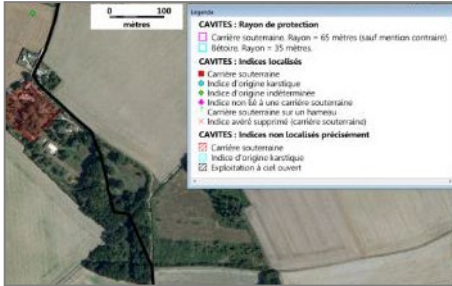 0 100
mètres
Legende
CAVITES : Rayon de protection
Carrière souterraine. Rayon = 65 mètres (sauf mention contraire)
Bétoire. Rayon = 35 mètres.
CAVITES : Indices localisés
Carrière souterraine
Indice d'origine karstique
Indice d'origine indéterminée
Indice non lié à une carrière souterraine
Carrière souterraine sur un hameau
Indice avéré supprimé (carrière souterraine)
CAVITES : Indices non localisés précisément
Carrière souterraine
Indice d'origine karstique
Exploitation à ciel ouvert